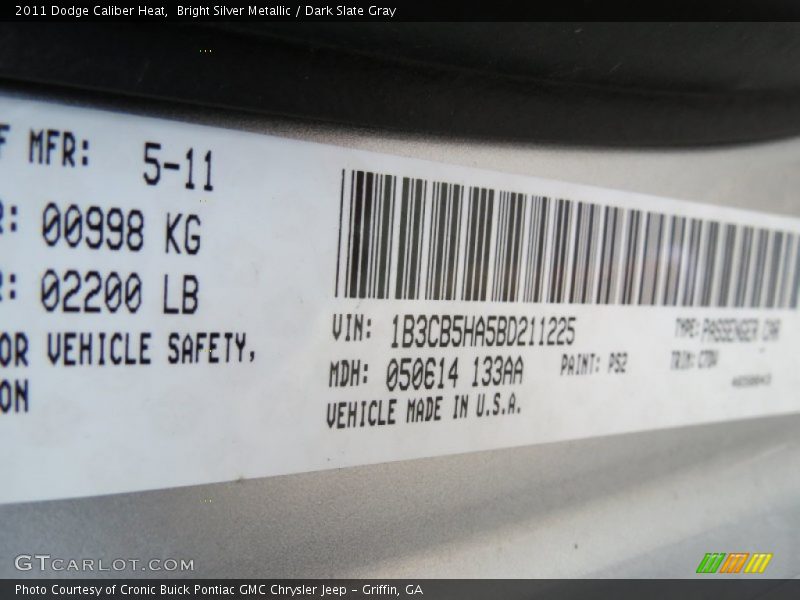 2011 Dodge Caliber Heat,  Bright Silver Metallic / Dark Slate Gray
F MFR: 5-11
R: 00998 KG
R: 02200 LB
OR VEHICLE SAFETY,
ON
VIN: 1B3CB5HA5BD211225 TYPE: PASSENGER CAR
MDH: 050614 133AA PAINT: PS2 TRIM:
VEHICLE MADE IN U.S.A.
GTCARLOT.COM
Photo Courtesy of Cronic Buick Pontiac GMC Chrysler Jeep - Griffin, GA